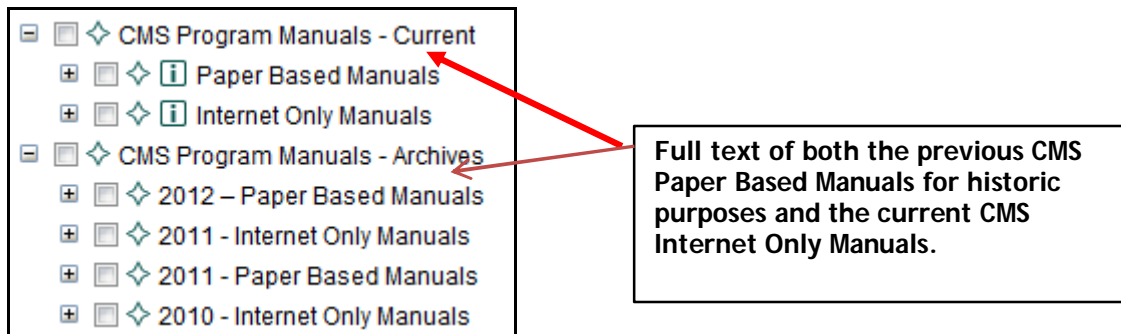 CMS Program Manuals - Current
Paper Based Manuals
Internet Only Manuals
CMS Program Manuals - Archives
2012 – Paper Based Manuals
2011 - Internet Only Manuals
2011 - Paper Based Manuals
2010 - Internet Only Manuals
Full text of both the previous CMS
Paper Based Manuals for historic
purposes and the current CMS
Internet Only Manuals.